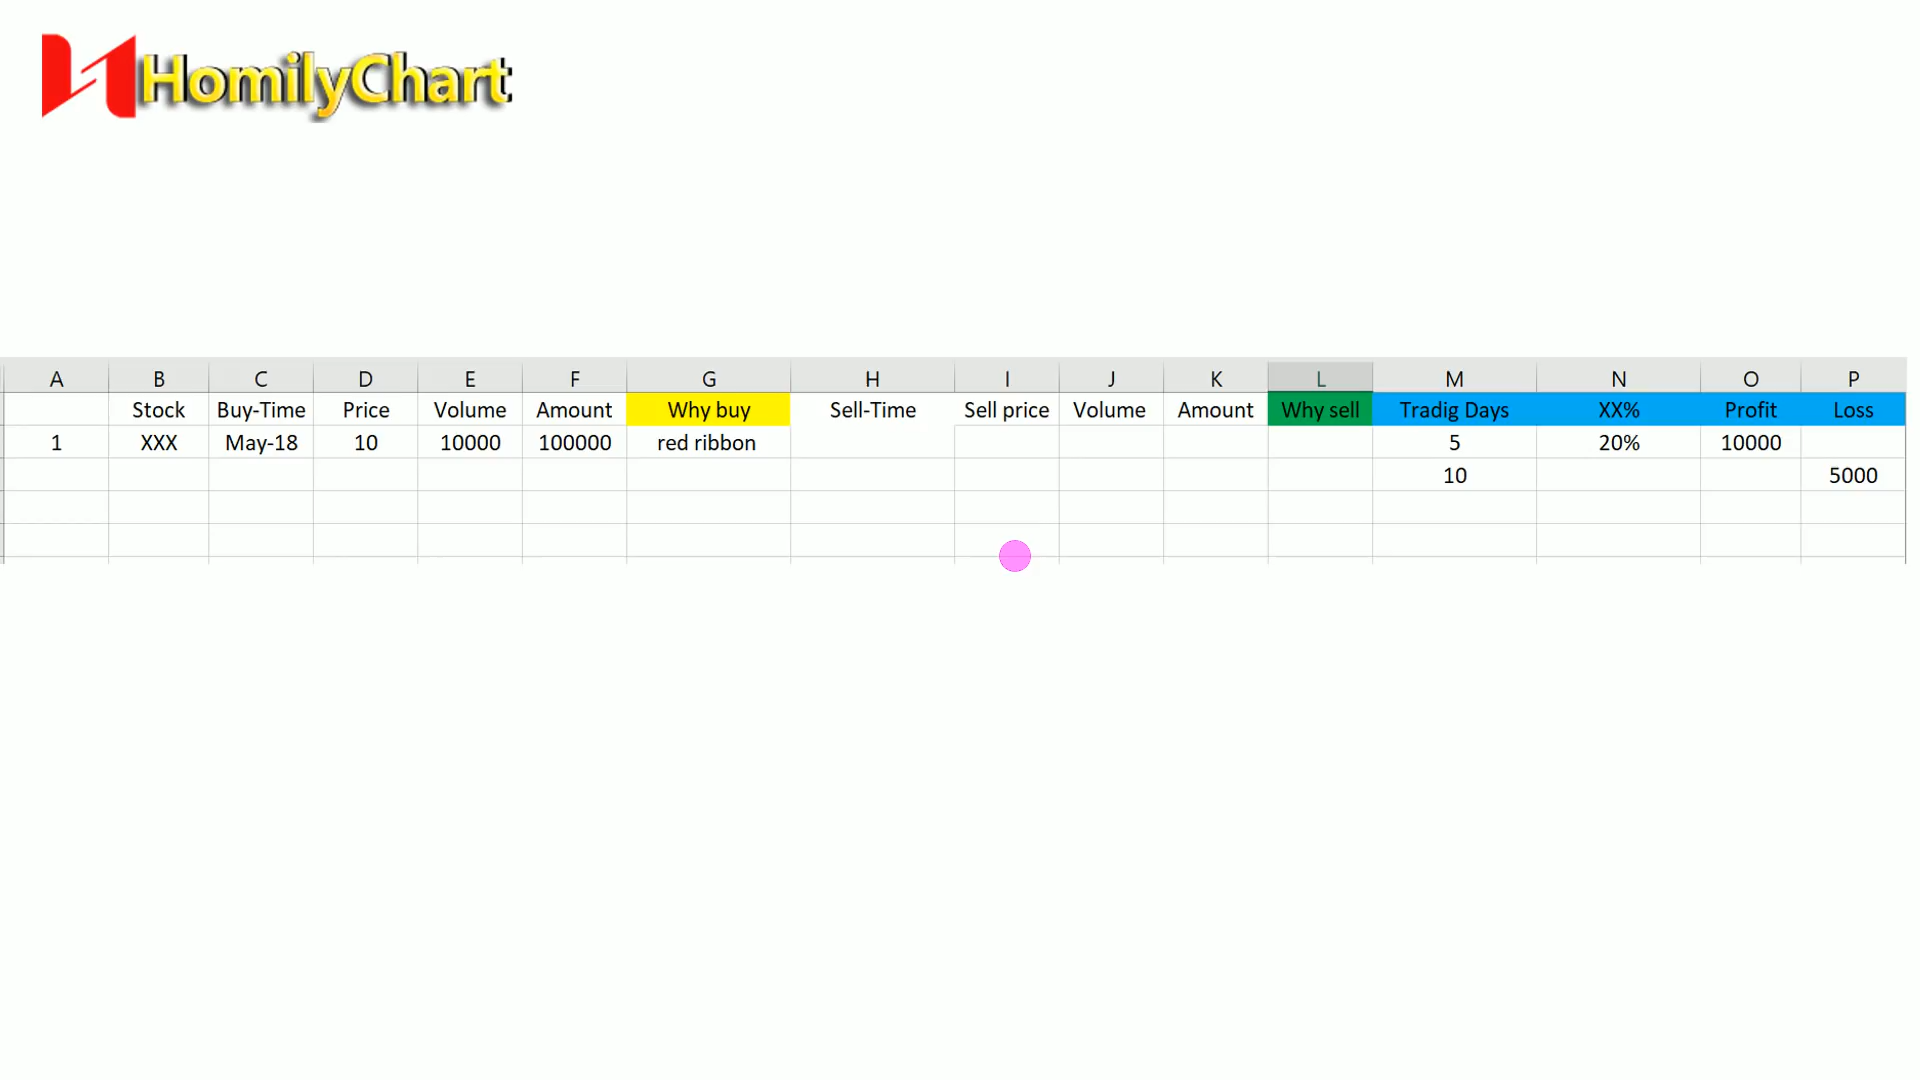 HomilyChart
A B C D E F G H I J K L M N O P
Stock Buy-Time Price Volume Amount Why buy Sell-Time Sell price Volume Amount Why sell Tradig Days XX% Profit Loss
1 XXX May-18 10 10000 100000 red ribbon 5 20% 10000
10 5000